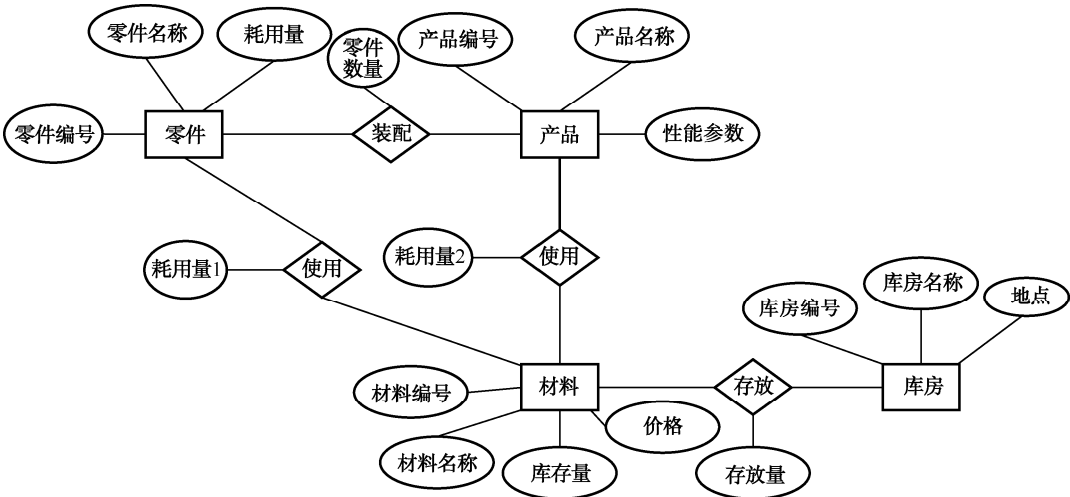 零件名称
耗用量
零件
数量
产品编号
产品名称
零件编号
零件
装配
产品
性能参数
耗用量1
使用
耗用量2
使用
库房编号
库房名称
地点
材料编号
材料
存放
库房
价格
材料名称
库存量
存放量